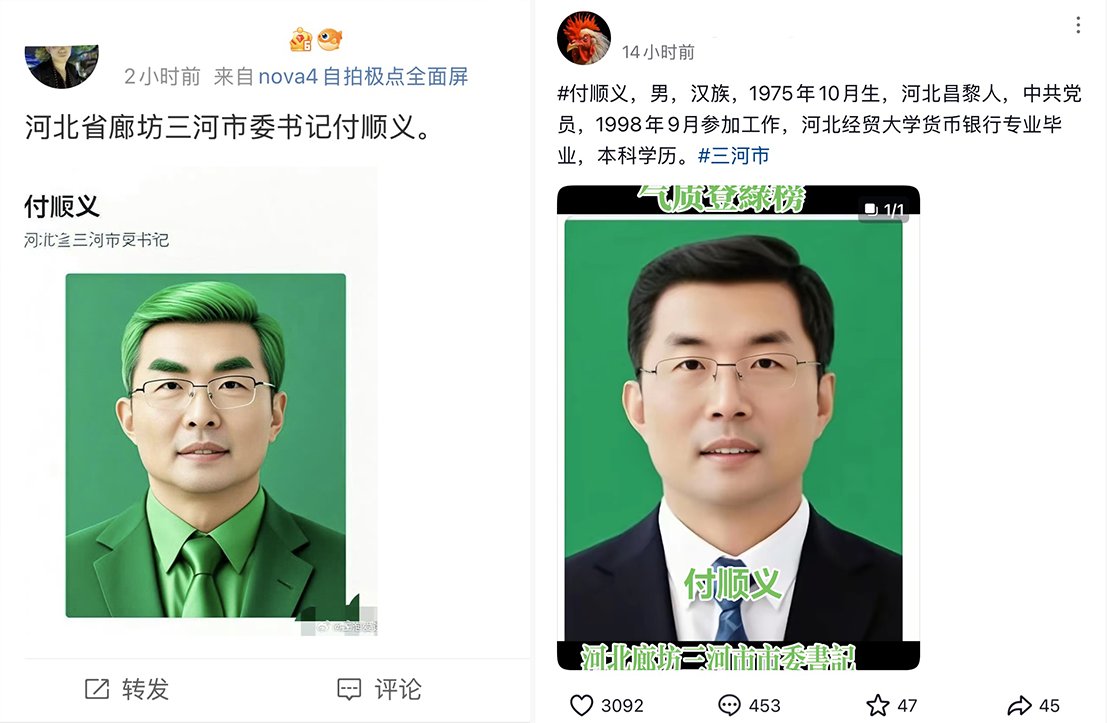 2小时前 来自nova4自拍极点全面屏
河北省廊坊三河市委书记付顺义。
付顺义
三河市
书记
转发
评论
14小时前
#付顺义，男，汉族，1975年10月生，河北昌黎人，中共党
员，1998年9月参加工作，河北经贸大学货币银行专业毕
业，本科学历。#三河市
气质登綠榜
1/1
付顺义
河北廊坊三河市市委書記
3092
453
47
45